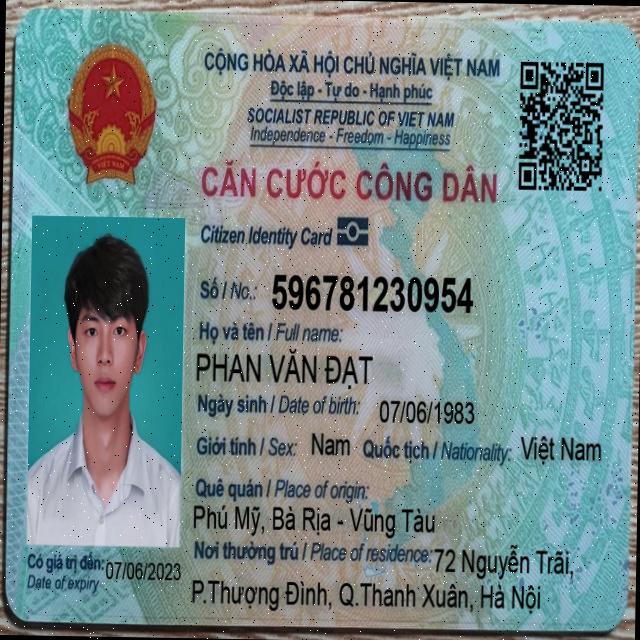 CỘNG HÒA XÃ HỘI CHỦ NGHĨA VIỆT NAM
Độc lập - Tự do - Hạnh phúc
SOCIALIST REPUBLIC OF VIET NAM
Independence - Freedom - Happiness
VIỆT NAM
CĂN CƯỚC CÔNG DÂN
Citizen Identity Card
Số / No.: 596781230954
Họ và tên / Full name:
PHAN VĂN ĐẠT
Ngày sinh / Date of birth: 07/06/1983
Giới tính / Sex: Nam Quốc tịch / Nationality: Việt Nam
Quê quán / Place of origin:
Phú Mỹ, Bà Rịa - Vũng Tàu
Nơi thường trú / Place of residence: 72 Nguyễn Trãi,
P.Thượng Đình, Q.Thanh Xuân, Hà Nội
Có giá trị đến: 07/06/2023
Date of expiry